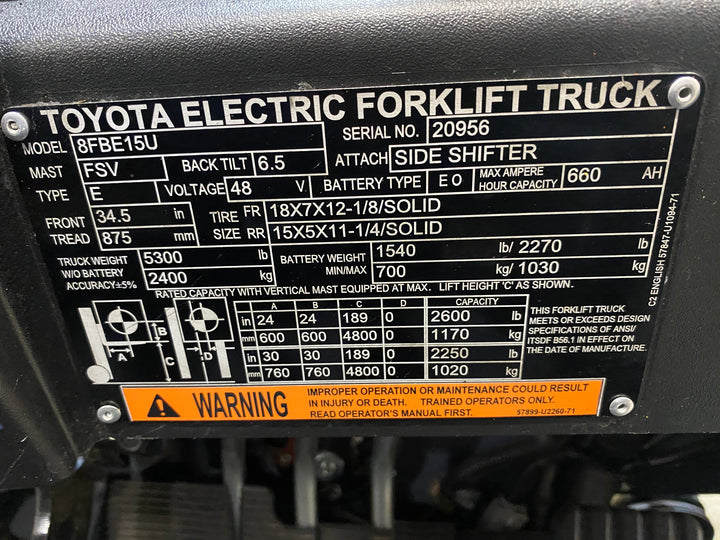 TOYOTA ELECTRIC FORKLIFT TRUCK
MODEL 8FBE15U SERIAL NO. 20956
MAST FSV BACK TILT 6.5 ATTACH SIDE SHIFTER
TYPE E VOLTAGE 48 V BATTERY TYPE E O MAX AMPERE HOUR CAPACITY 660 AH
FRONT TREAD 34.5 in TIRE SIZE FR 18X7X12-1/8/SOLID
875 mm RR 15X5X11-1/4/SOLID
TRUCK WEIGHT W/O BATTERY ACCURACY±5% 5300 lb BATTERY WEIGHT MIN/MAX 1540 lb/ 2270 lb
2400 kg 700 kg/ 1030 kg
RATED CAPACITY WITH VERTICAL MAST EQUIPPED AT MAX. LIFT HEIGHT 'C' AS SHOWN.
A B C D CAPACITY
in 24 24 189 0 2600 lb
mm 600 600 4800 0 1170 kg
in 30 30 189 0 2250 lb
mm 760 760 4800 0 1020 kg
A B C D
THIS FORKLIFT TRUCK
MEETS OR EXCEEDS DESIGN
SPECIFICATIONS OF ANSI/
ITSDF B56.1 IN EFFECT ON
THE DATE OF MANUFACTURE.
C2 ENGLISH 57847-U1094-71
WARNING
IMPROPER OPERATION OR MAINTENANCE COULD RESULT
IN INJURY OR DEATH. TRAINED OPERATORS ONLY.
READ OPERATOR'S MANUAL FIRST. 57899-U2260-71